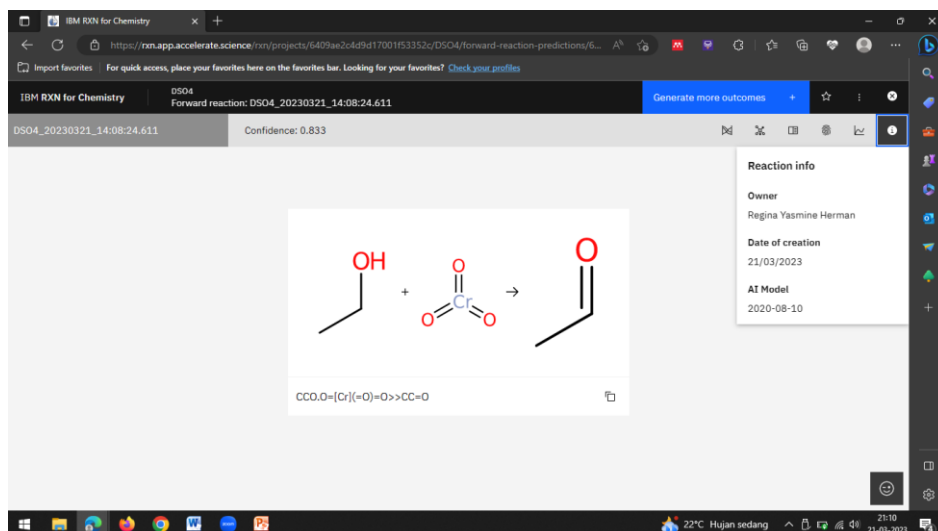 IBM RXN for Chemistry
https://rxn.app.accelerate.science/rxn/projects/6409ae2c4d9d17001f53352c/DSO4/forward-reaction-predictions/6...
Import favorites
For quick access, place your favorites here on the favorites bar. Looking for your favorites? Check your profiles
IBM RXN for Chemistry
DSO4
Forward reaction: DSO4_20230321_14:08:24.611
Generate more outcomes +
DSO4_20230321_14:08:24.611
Confidence: 0.833
Reaction info
Owner
Regina Yasmine Herman
Date of creation
21/03/2023
AI Model
2020-08-10
OH
+
O
Cr
O
O
→
O
CCO.O=[Cr](=O)=O>>CC=O
22°C Hujan sedang
21:10
21-03-2023